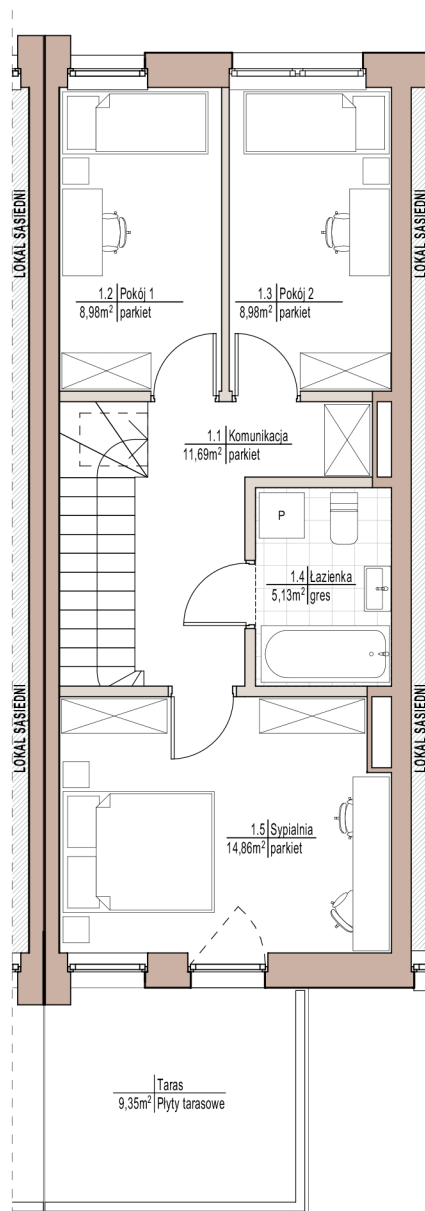 LOKAL SĄSIEDNI
LOKAL SĄSIEDNI
1.2 Pokój 1
8,98m² parkiet
1.3 Pokój 2
8,98m² parkiet
1.1 Komunikacja
11,69m² parkiet
P
1.4 Łazienka
5,13m² gres
LOKAL SĄSIEDNI
LOKAL SĄSIEDNI
1.5 Sypialnia
14,86m² parkiet
Taras
9,35m² Płyty tarasowe